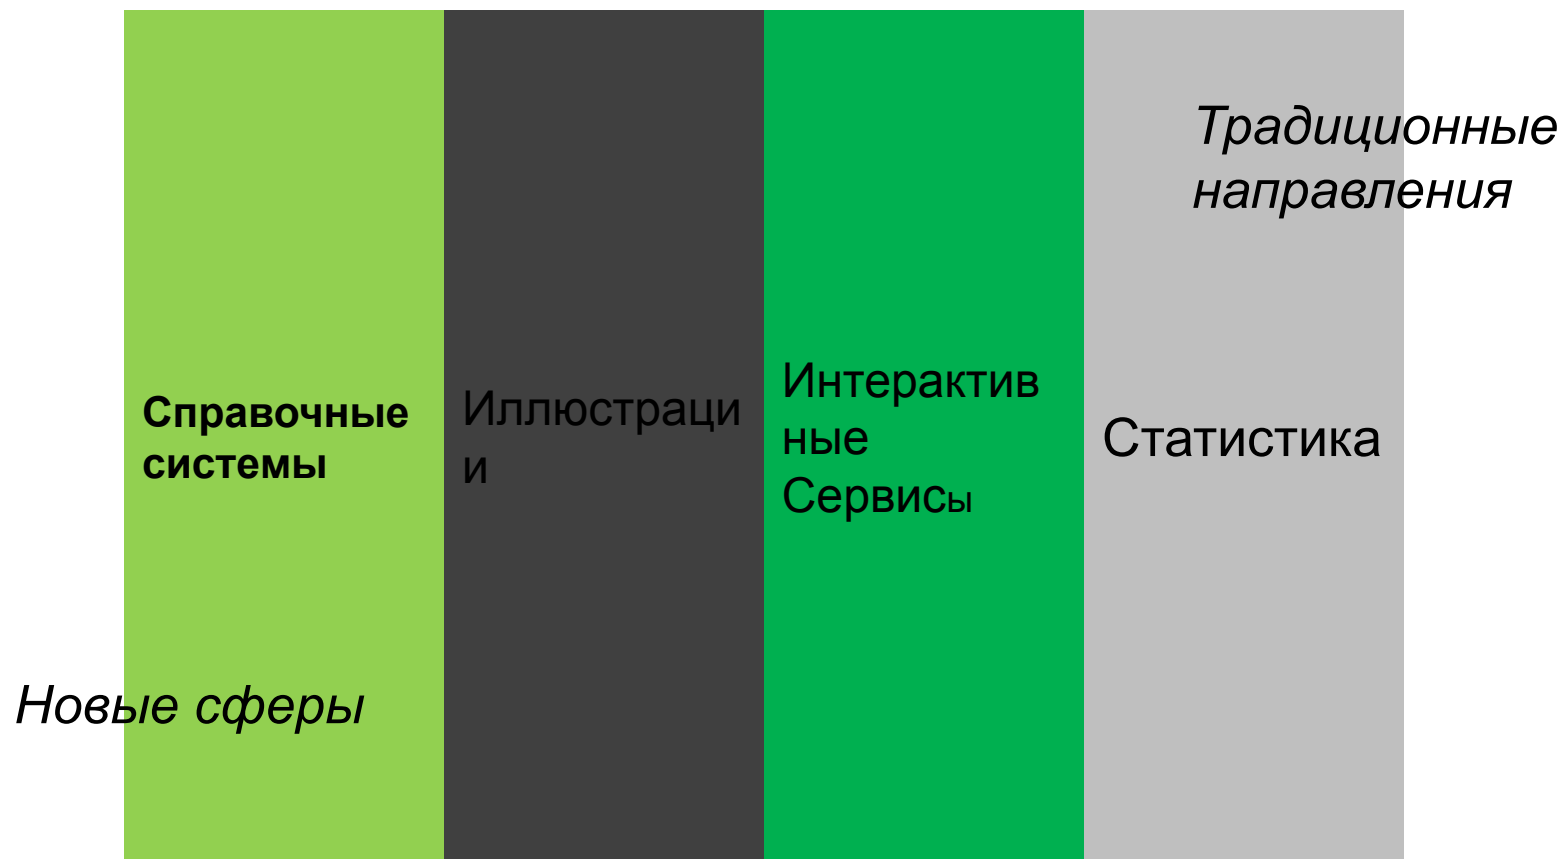 Традиционные
направления
Справочные
системы
Иллюстраци
и
Интерактив
ные
Сервисы
Статистика
Новые сферы